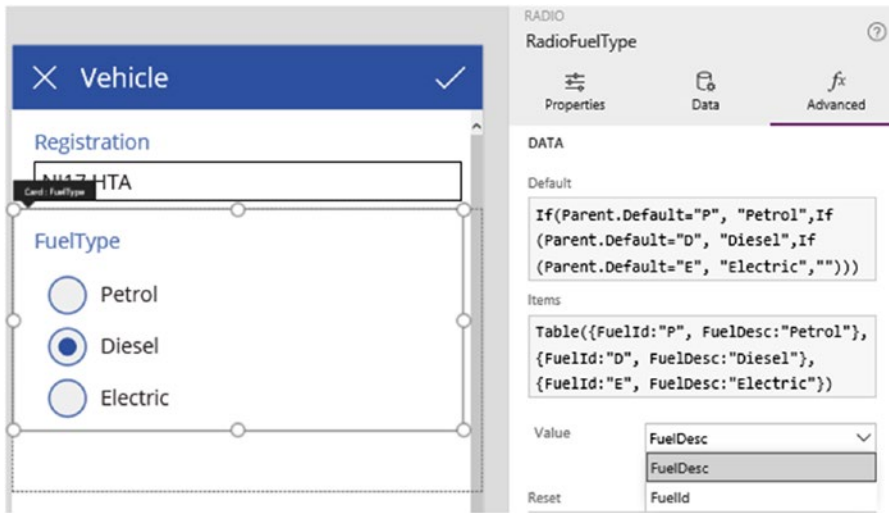 Vehicle
Registration
HTA
Card : FuelType
FuelType
Petrol
Diesel
Electric
RADIO
RadioFuelType
Properties
Data
fx
Advanced
DATA
Default
If(Parent.Default="P", "Petrol",If
(Parent.Default="D", "Diesel",If
(Parent.Default="E", "Electric","")))
Items
Table({FuelId:"P", FuelDesc:"Petrol"},
{FuelId:"D", FuelDesc:"Diesel"},
{FuelId:"E", FuelDesc:"Electric"})
Value
FuelDesc
FuelDesc
Reset
FuelId